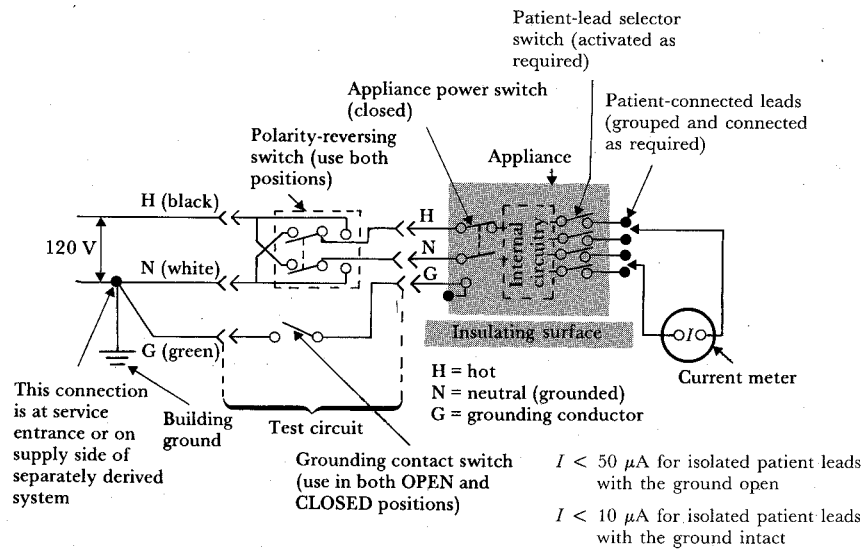 Patient-lead selector
switch (activated as
required)
Appliance power switch
(closed)
Patient-connected leads
(grouped and connected
as required)
Polarity-reversing
switch (use both
positions)
Appliance
H (black)
H
120 V
N (white)
N
G
Internal
circuitry
G (green)
Insulating surface
I
H = hot
N = neutral (grounded)
G = grounding conductor
Current meter
This connection
is at service
entrance or on
supply side of
separately derived
system
Building
ground
Test circuit
Grounding contact switch
(use in both OPEN and
CLOSED positions)
I < 50 μA for isolated patient leads
with the ground open
I < 10 μA for isolated patient leads
with the ground intact